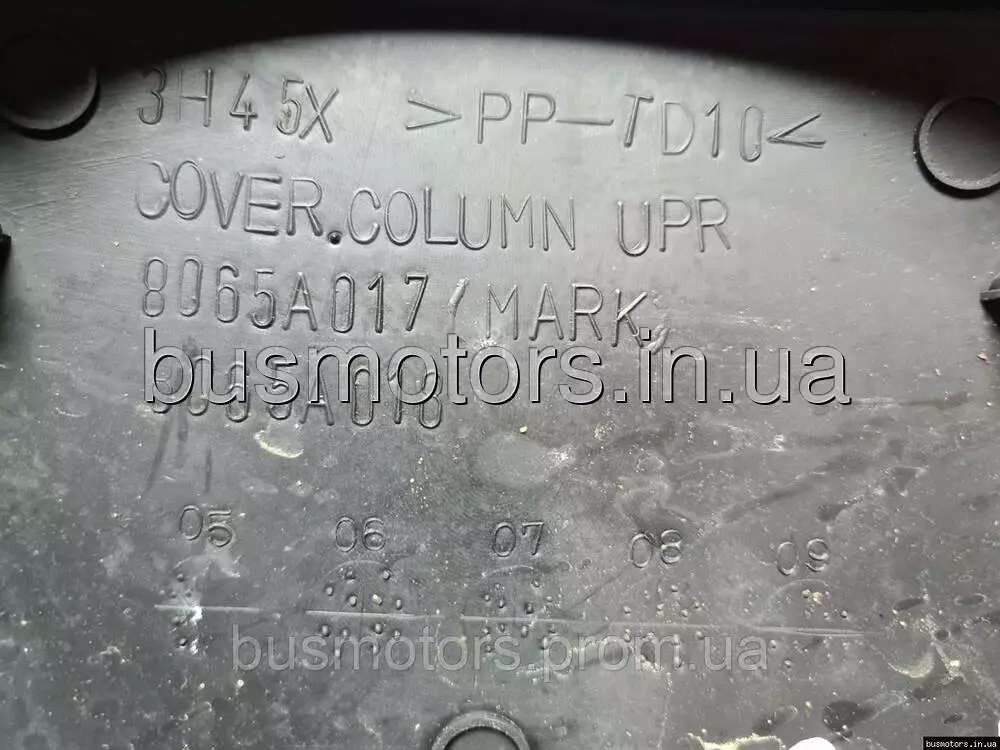 3H45X >PP-TD10<
COVER.COLUMN UPR
8065A017/MARK,
busmotors.in.ua
8065A018
05 06 07 08 09
busmotors.prom.ua
busmotors.in.ua